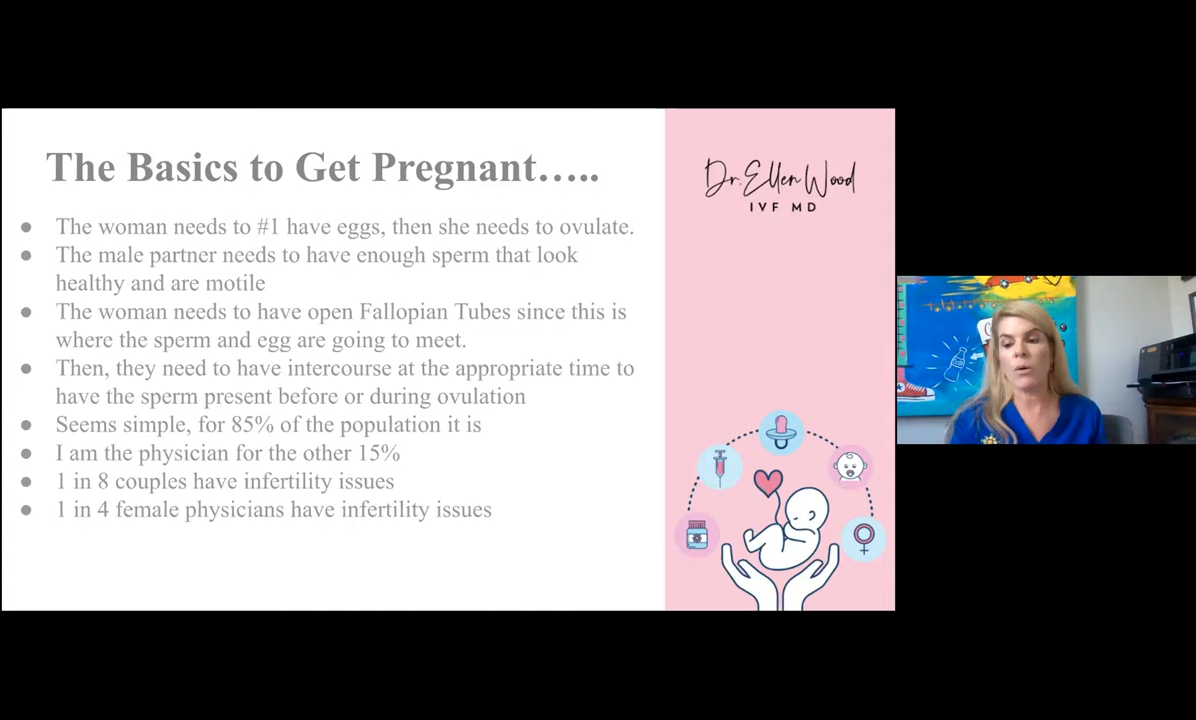 The Basics to Get Pregnant…..
● The woman needs to #1 have eggs, then she needs to ovulate.
● The male partner needs to have enough sperm that look
healthy and are motile
● The woman needs to have open Fallopian Tubes since this is
where the sperm and egg are going to meet.
● Then, they need to have intercourse at the appropriate time to
have the sperm present before or during ovulation
● Seems simple, for 85% of the population it is
● I am the physician for the other 15%
● 1 in 8 couples have infertility issues
● 1 in 4 female physicians have infertility issues
Dr. Ellen Wood
IVF MD